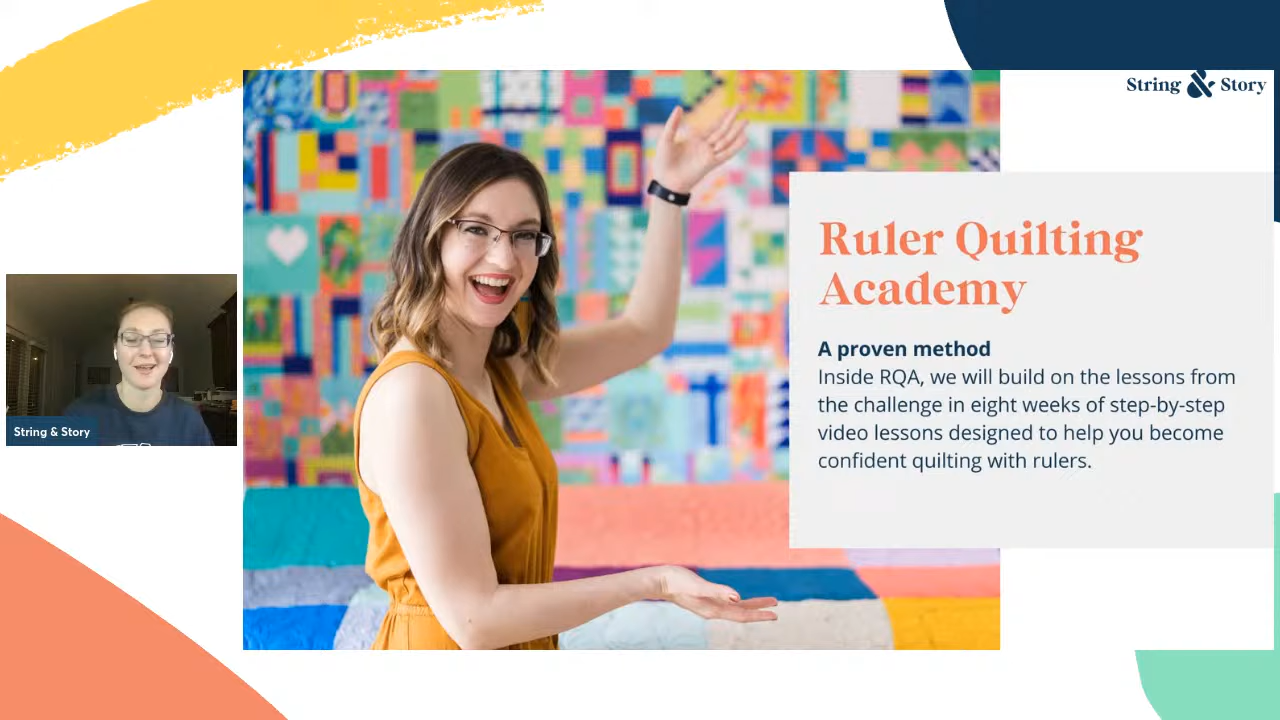 String & Story
Ruler Quilting
Academy
A proven method
Inside RQA, we will build on the lessons from
the challenge in eight weeks of step-by-step
video lessons designed to help you become
confident quilting with rulers.
String & Story